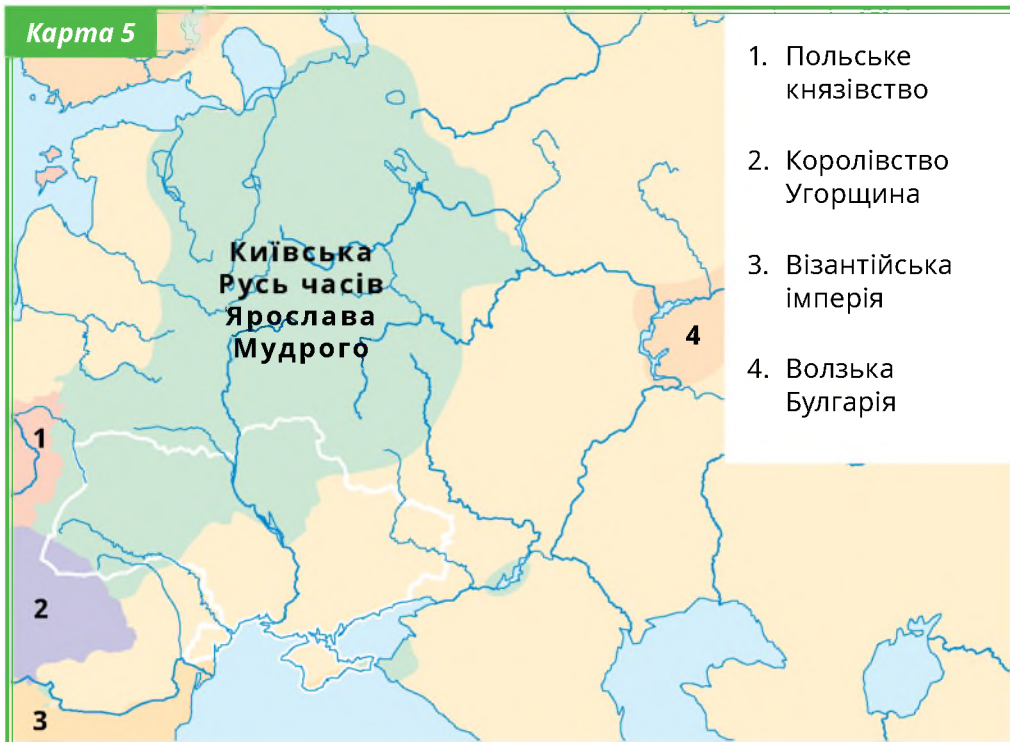 Карта 5
Київська
Русь часів
Ярослава
Мудрого
1
2
3
4
1. Польське
князівство
2. Королівство
Угорщина
3. Візантійська
імперія
4. Волзька
Булгарія